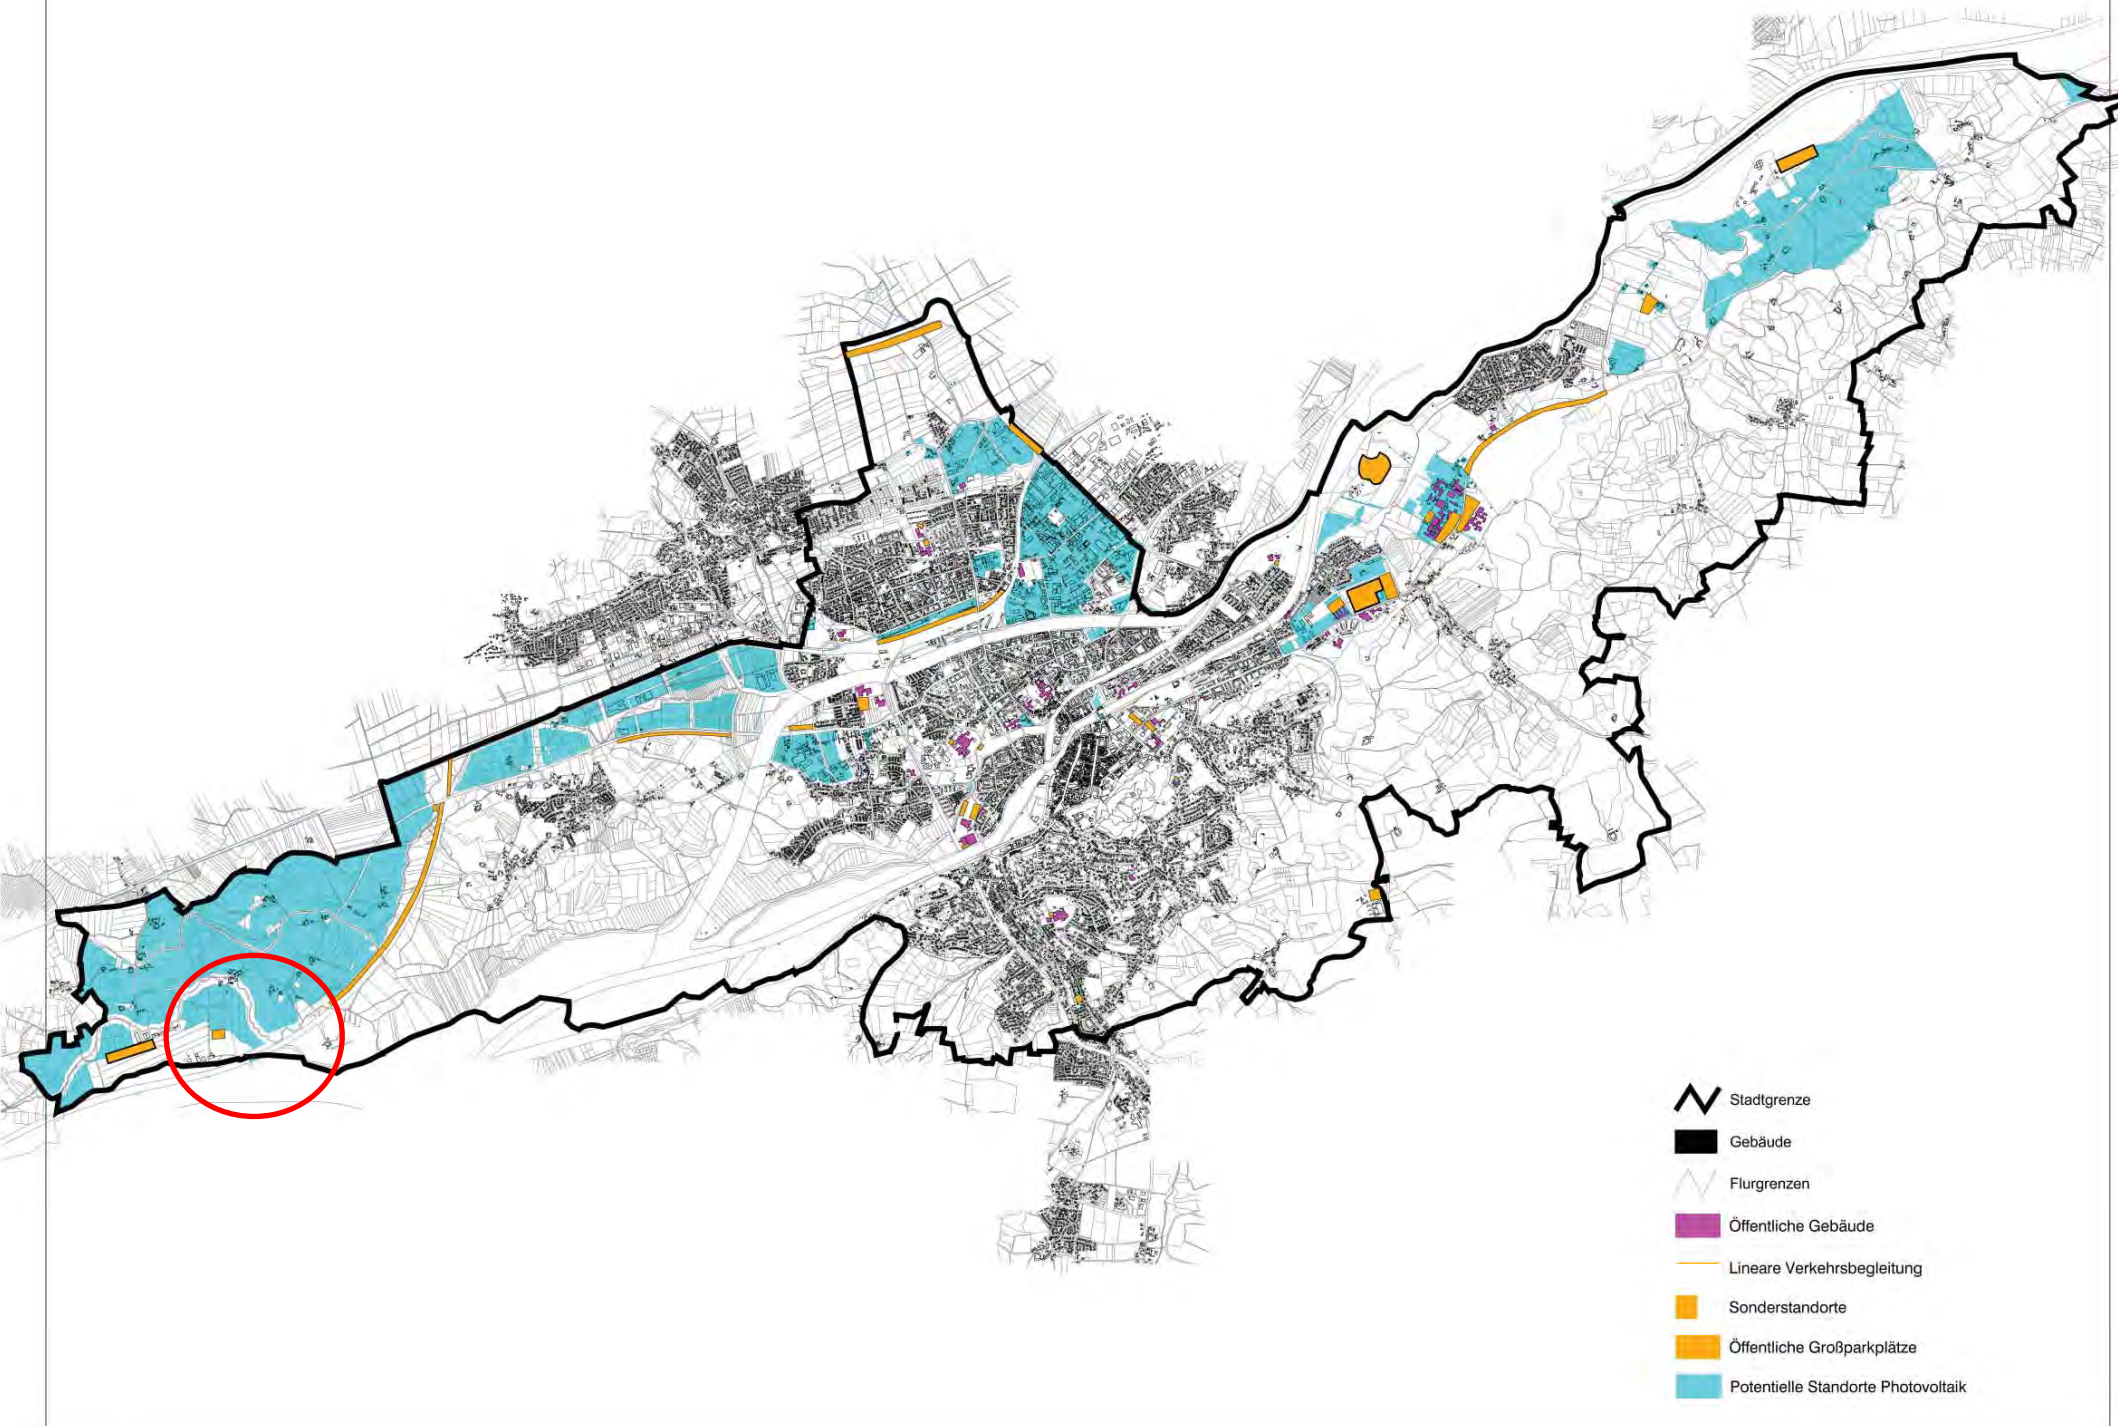 Stadtgrenze
Gebäude
Flurgrenzen
Öffentliche Gebäude
Lineare Verkehrsbegleitung
Sonderstandorte
Öffentliche Großparkplätze
Potentielle Standorte Photovoltaik